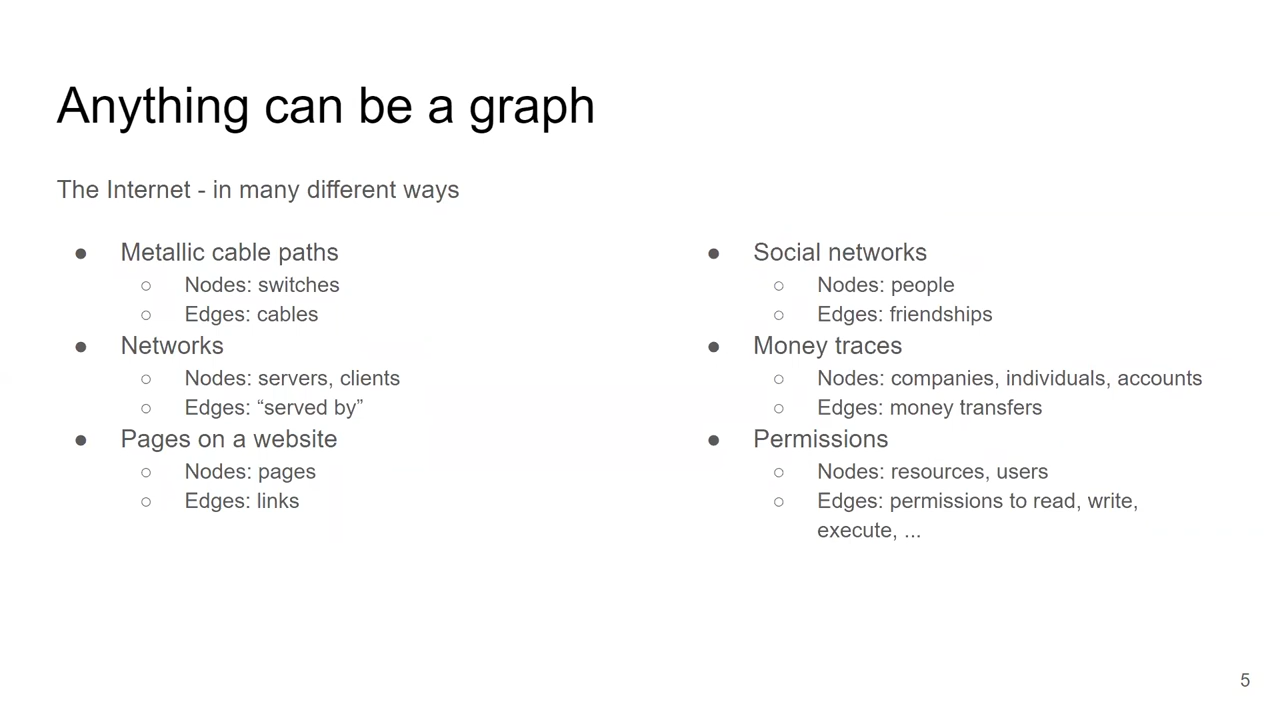 Anything can be a graph
The Internet - in many different ways
● Metallic cable paths
○ Nodes: switches
○ Edges: cables
● Networks
○ Nodes: servers, clients
○ Edges: “served by”
● Pages on a website
○ Nodes: pages
○ Edges: links
● Social networks
○ Nodes: people
○ Edges: friendships
● Money traces
○ Nodes: companies, individuals, accounts
○ Edges: money transfers
● Permissions
○ Nodes: resources, users
○ Edges: permissions to read, write,
execute, ...
5